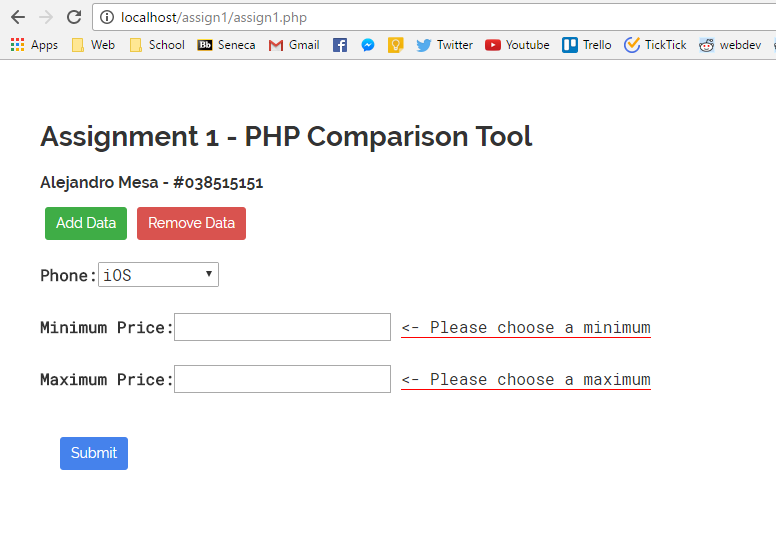 localhost/assign1/assign1.php
Apps Web School Bb Seneca Gmail Twitter Youtube Trello TickTick webdev
Assignment 1 - PHP Comparison Tool
Alejandro Mesa - #038515151
Add Data Remove Data
Phone: iOS
Minimum Price: <- Please choose a minimum
Maximum Price: <- Please choose a maximum
Submit